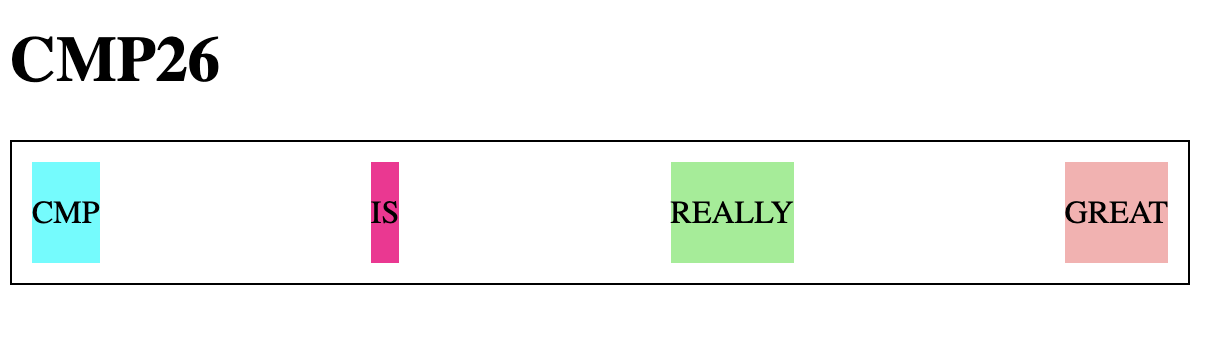 CMP26
CMP IS REALLY GREAT